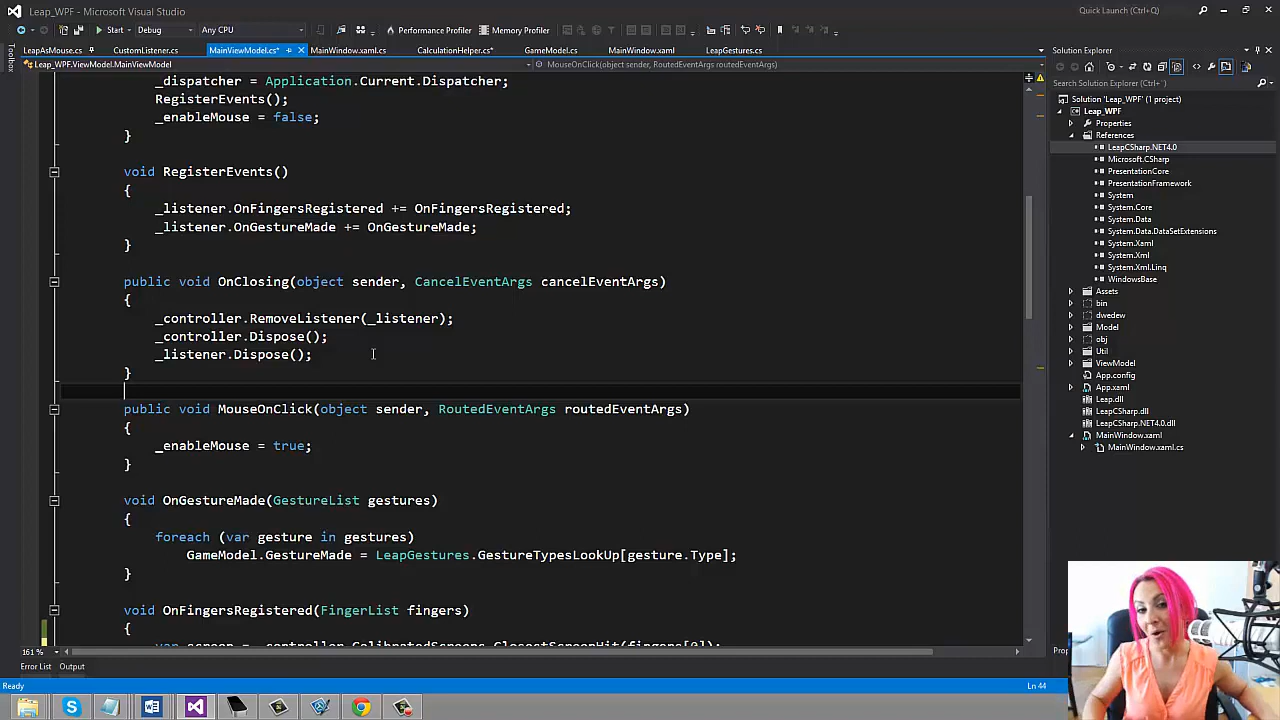 Leap_WPF - Microsoft Visual Studio
Quick Launch (Ctrl+Q)
Start
Debug
Any CPU
Performance Profiler
Memory Profiler
LeapAsMouse.cs
CustomListener.cs
MainViewModel.cs*
MainWindow.xaml.cs
CalculationHelper.cs*
GameModel.cs
MainWindow.xaml
LeapGestures.cs
Toolbox
Leap_WPF.ViewModel.MainViewModel
MouseOnClick(object sender, RoutedEventArgs routedEventArgs)
_dispatcher = Application.Current.Dispatcher;
RegisterEvents();
_enableMouse = false;
}
void RegisterEvents()
{
_listener.OnFingersRegistered += OnFingersRegistered;
_listener.OnGestureMade += OnGestureMade;
}
public void OnClosing(object sender, CancelEventArgs cancelEventArgs)
{
_controller.RemoveListener(_listener);
_controller.Dispose();
_listener.Dispose();
}
public void MouseOnClick(object sender, RoutedEventArgs routedEventArgs)
{
_enableMouse = true;
}
void OnGestureMade(GestureList gestures)
{
foreach (var gesture in gestures)
GameModel.GestureMade = LeapGestures.GestureTypesLookUp[gesture.Type];
}
void OnFingersRegistered(FingerList fingers)
{
var screen = _controller.CalibratedScreens.ClosestScreenHit(fingers[0]);
161 %
Error List
Output
Ready
Ln 44
Solution Explorer
Search Solution Explorer (Ctrl+
Solution 'Leap_WPF' (1 project)
Leap_WPF
Properties
References
LeapCSharp.NET4.0
Microsoft.CSharp
PresentationCore
PresentationFramework
System
System.Core
System.Data
System.Data.DataSetExtensions
System.Xaml
System.Xml
System.Xml.Linq
WindowsBase
Assets
bin
dwedew
Model
obj
Util
ViewModel
App.config
App.xaml
Leap.dll
LeapCSharp.dll
LeapCSharp.NET4.0.dll
MainWindow.xaml
MainWindow.xaml.cs